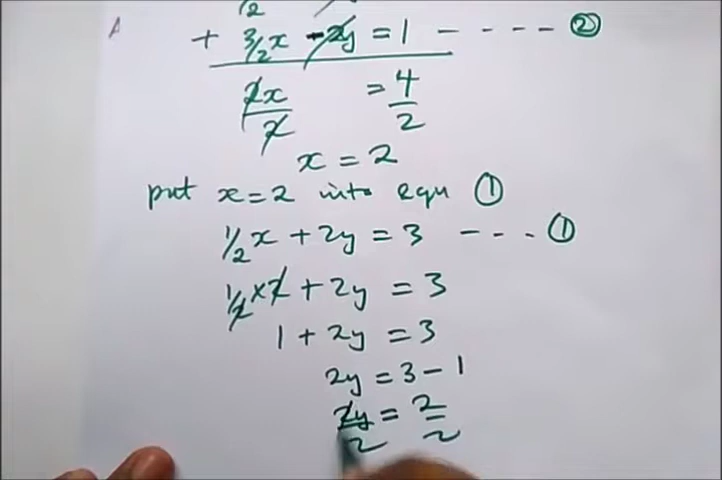 /2
+ 3/2x - 2y = 1 - - - - ②
2x/2 = 4/2
x = 2
put x = 2 into equ ①
1/2x + 2y = 3 - - - ①
1/2 × 2 + 2y = 3
1 + 2y = 3
2y = 3 - 1
2y/2 = 2/2